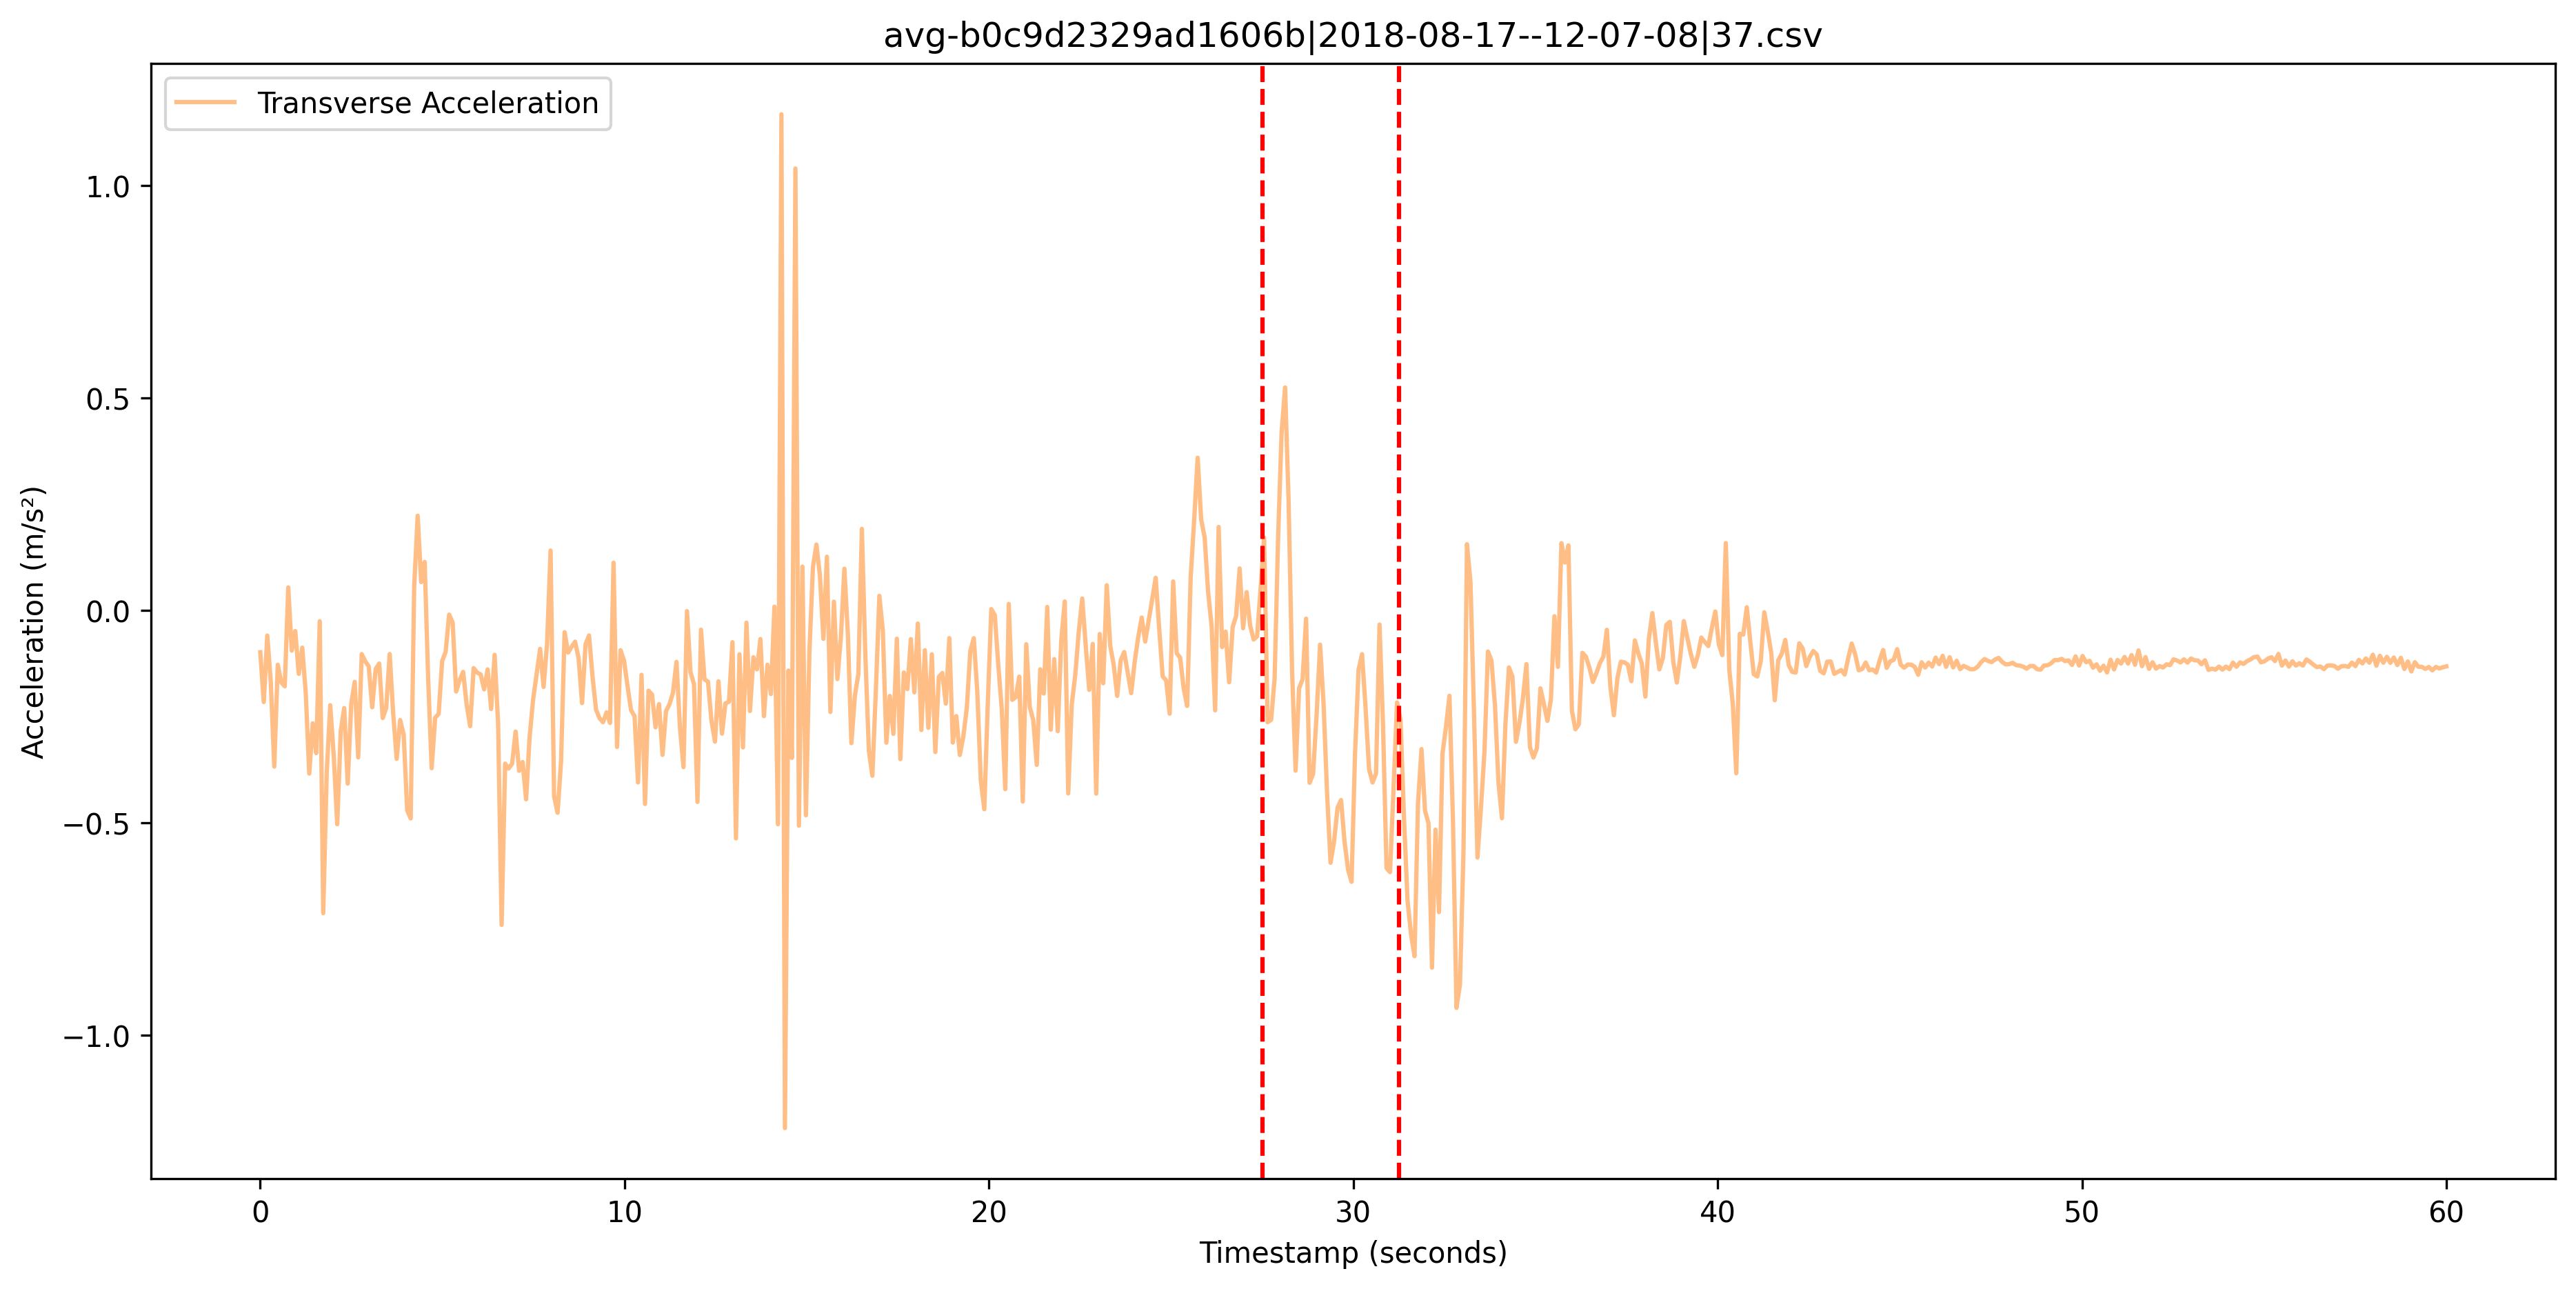 avg-b0c9d2329ad1606b|2018-08-17--12-07-08|37.csv
Transverse Acceleration
1.0
0.5
0.0
−0.5
−1.0
Acceleration (m/s²)
0 10 20 30 40 50 60
Timestamp (seconds)